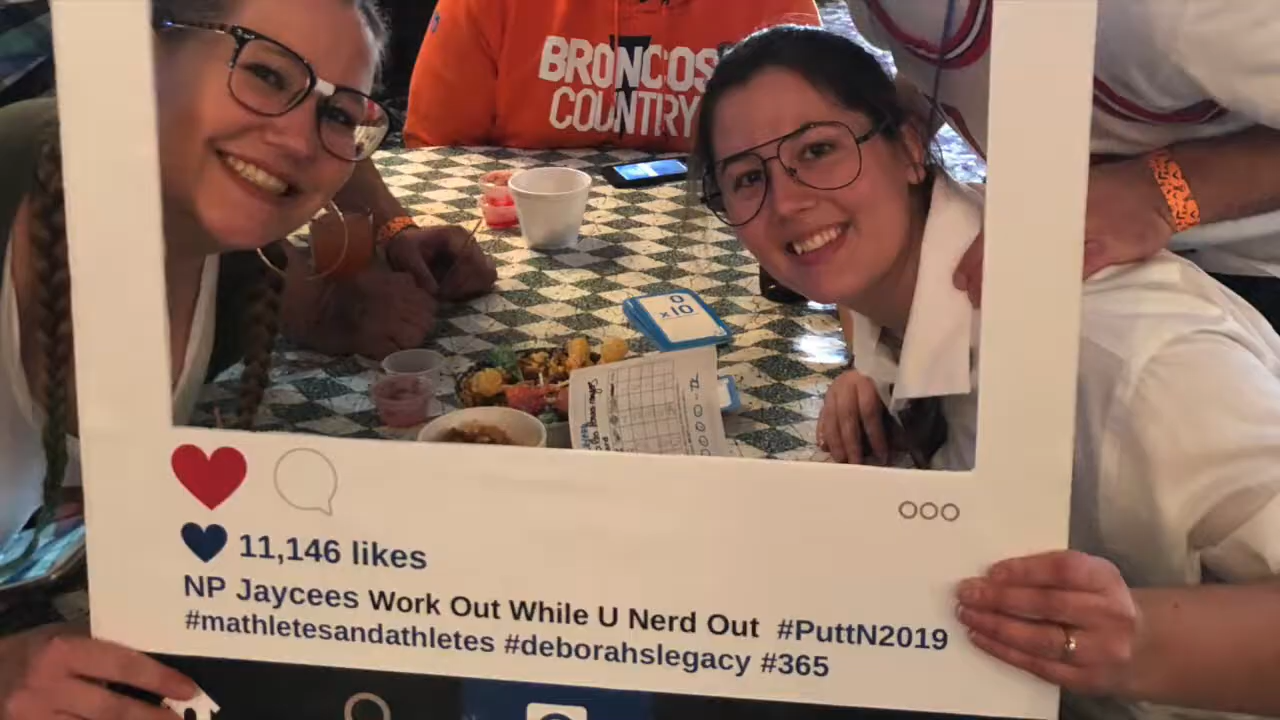 BRONCOS
COUNTRY
0
x10
11,146 likes
NP Jaycees Work Out While U Nerd Out #PuttN2019
#mathletesandathletes #deborahslegacy #365